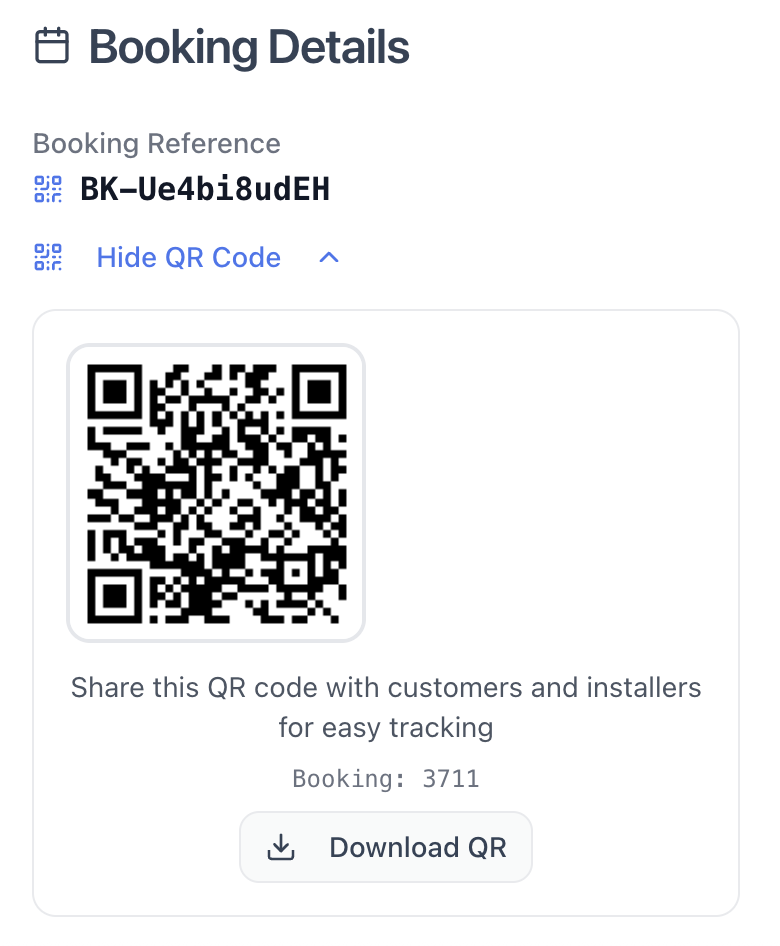 Booking Details
Booking Reference
BK-Ue4bi8udEH
Hide QR Code
Share this QR code with customers and installers
for easy tracking
Booking: 3711
Download QR